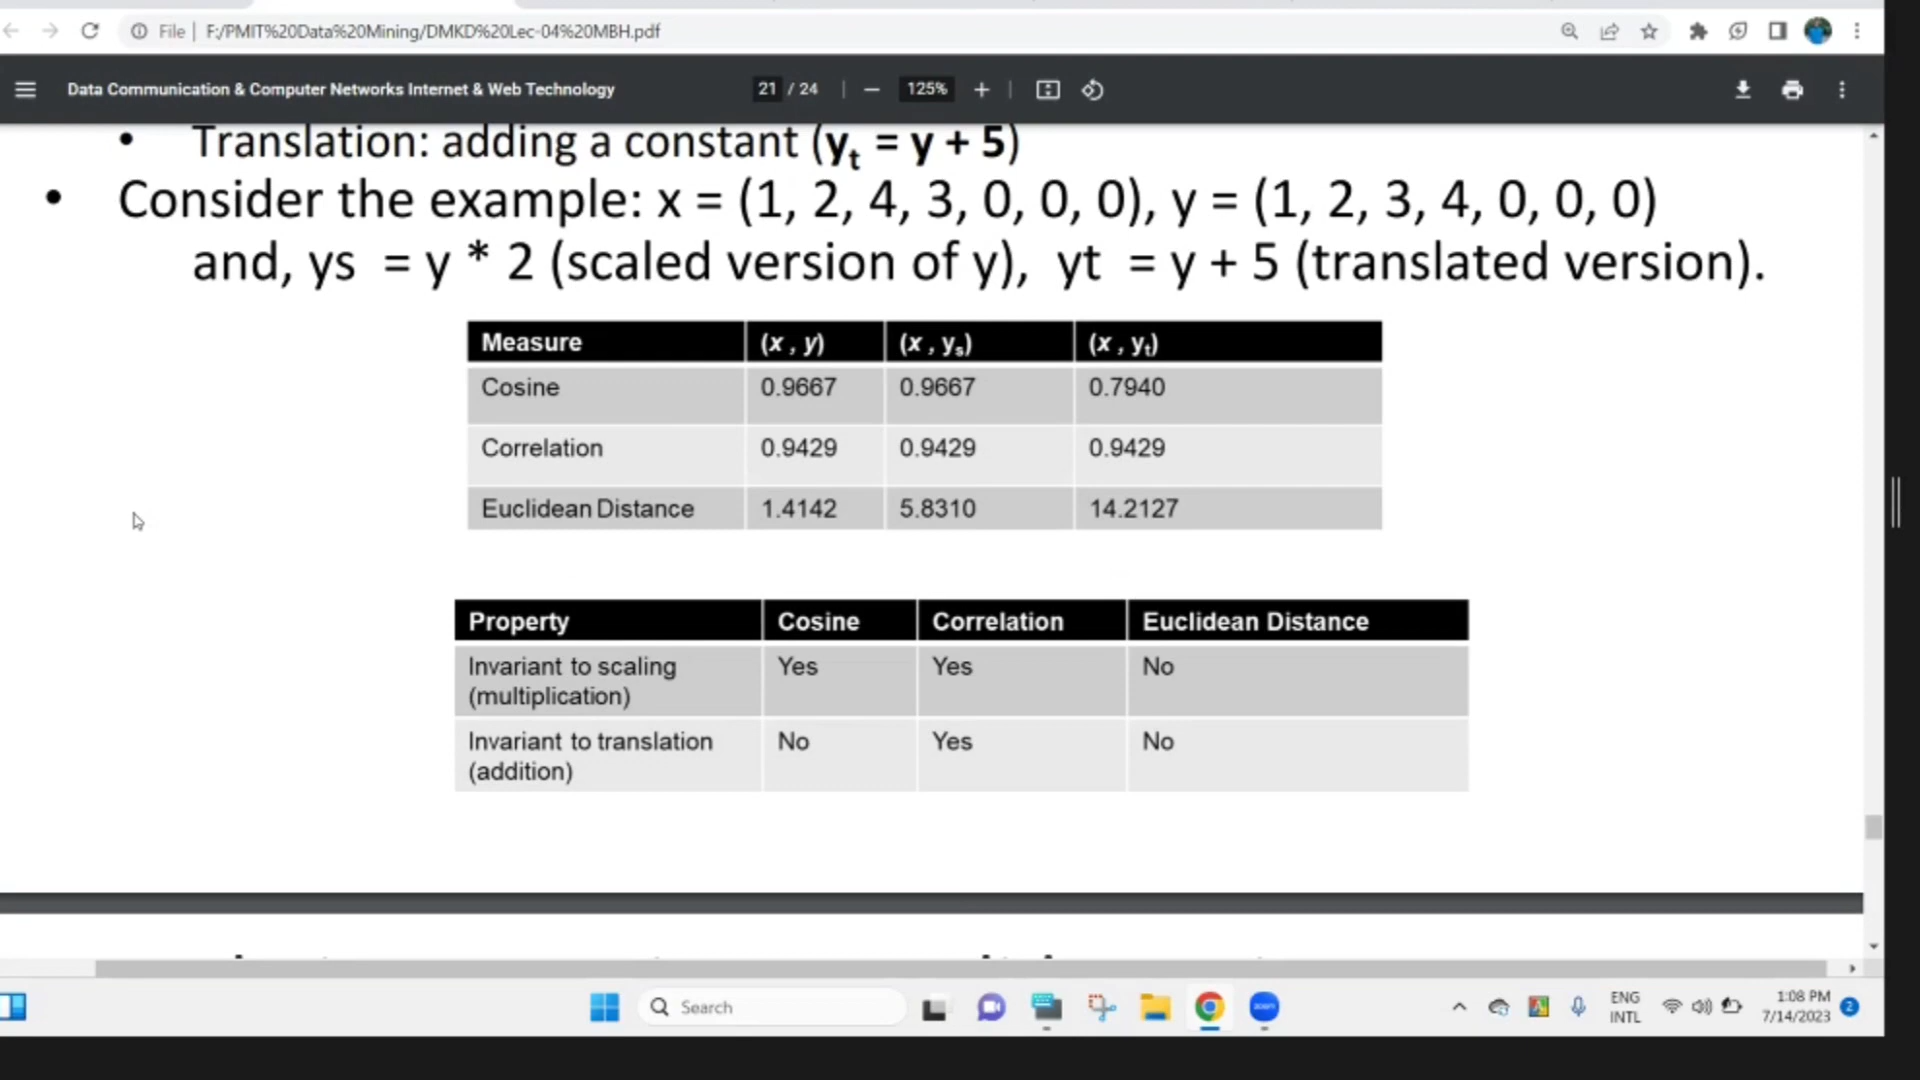 File | F:/PMIT%20Data%20Mining/DMKD%20Lec-04%20MBH.pdf
Data Communication & Computer Networks Internet & Web Technology 21 / 24 125%
• Translation: adding a constant (yt = y + 5)
• Consider the example: x = (1, 2, 4, 3, 0, 0, 0), y = (1, 2, 3, 4, 0, 0, 0)
and, ys = y * 2 (scaled version of y), yt = y + 5 (translated version).
Measure (x , y) (x , ys) (x , yt)
Cosine 0.9667 0.9667 0.7940
Correlation 0.9429 0.9429 0.9429
Euclidean Distance 1.4142 5.8310 14.2127
Property Cosine Correlation Euclidean Distance
Invariant to scaling Yes Yes No
(multiplication)
Invariant to translation No Yes No
(addition)
Search
ENG 1:08 PM
INTL 7/14/2023 2
zoom